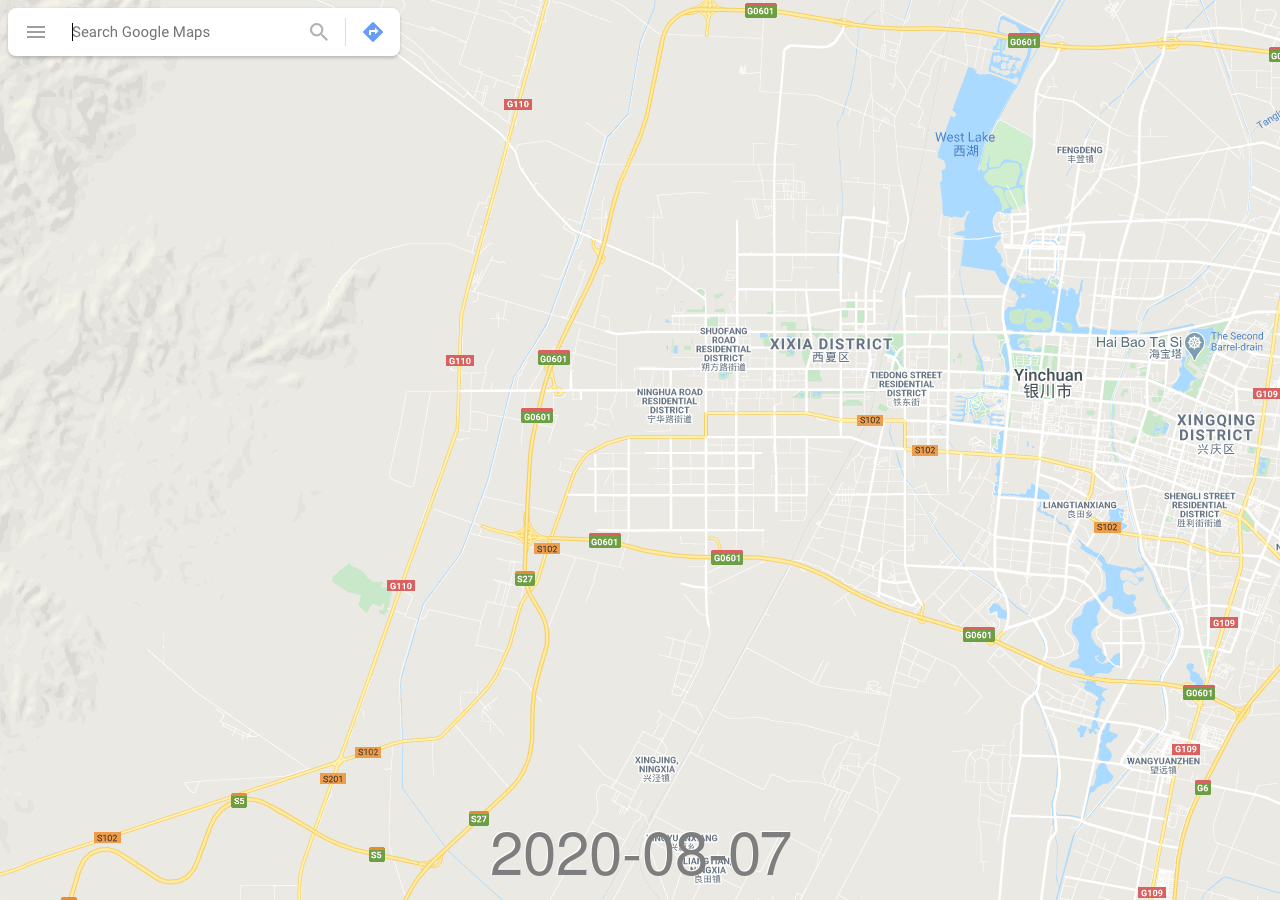 Search Google Maps
G0601
G0601
G110
West Lake
西湖
FENGDENG
丰登镇
SHUOFANG
ROAD
RESIDENTIAL
DISTRICT
朔方路街道
XIXIA DISTRICT
西夏区
Hai Bao Ta Si
海宝塔
The Second
Barrel-drain
G110
G0601
TIEDONG STREET
RESIDENTIAL
DISTRICT
铁东街
Yinchuan
银川市
NINGHUA ROAD
RESIDENTIAL
DISTRICT
宁华路街道
G109
G0601
S102
XINGQING
DISTRICT
兴庆区
S102
LIANGTIANXIANG
良田乡
SHENGLI STREET
RESIDENTIAL
DISTRICT
胜利街街道
S102
G0601
S102
G0601
S27
G110
G109
G0601
G0601
S102
S201
G109
XINGJING,
NINGXIA
兴泾镇
WANGYUANZHEN
望远镇
G6
S5
S27
S102
S5
LIANGTIAN,
NINGXIA
良田镇
G109
2020-08-07